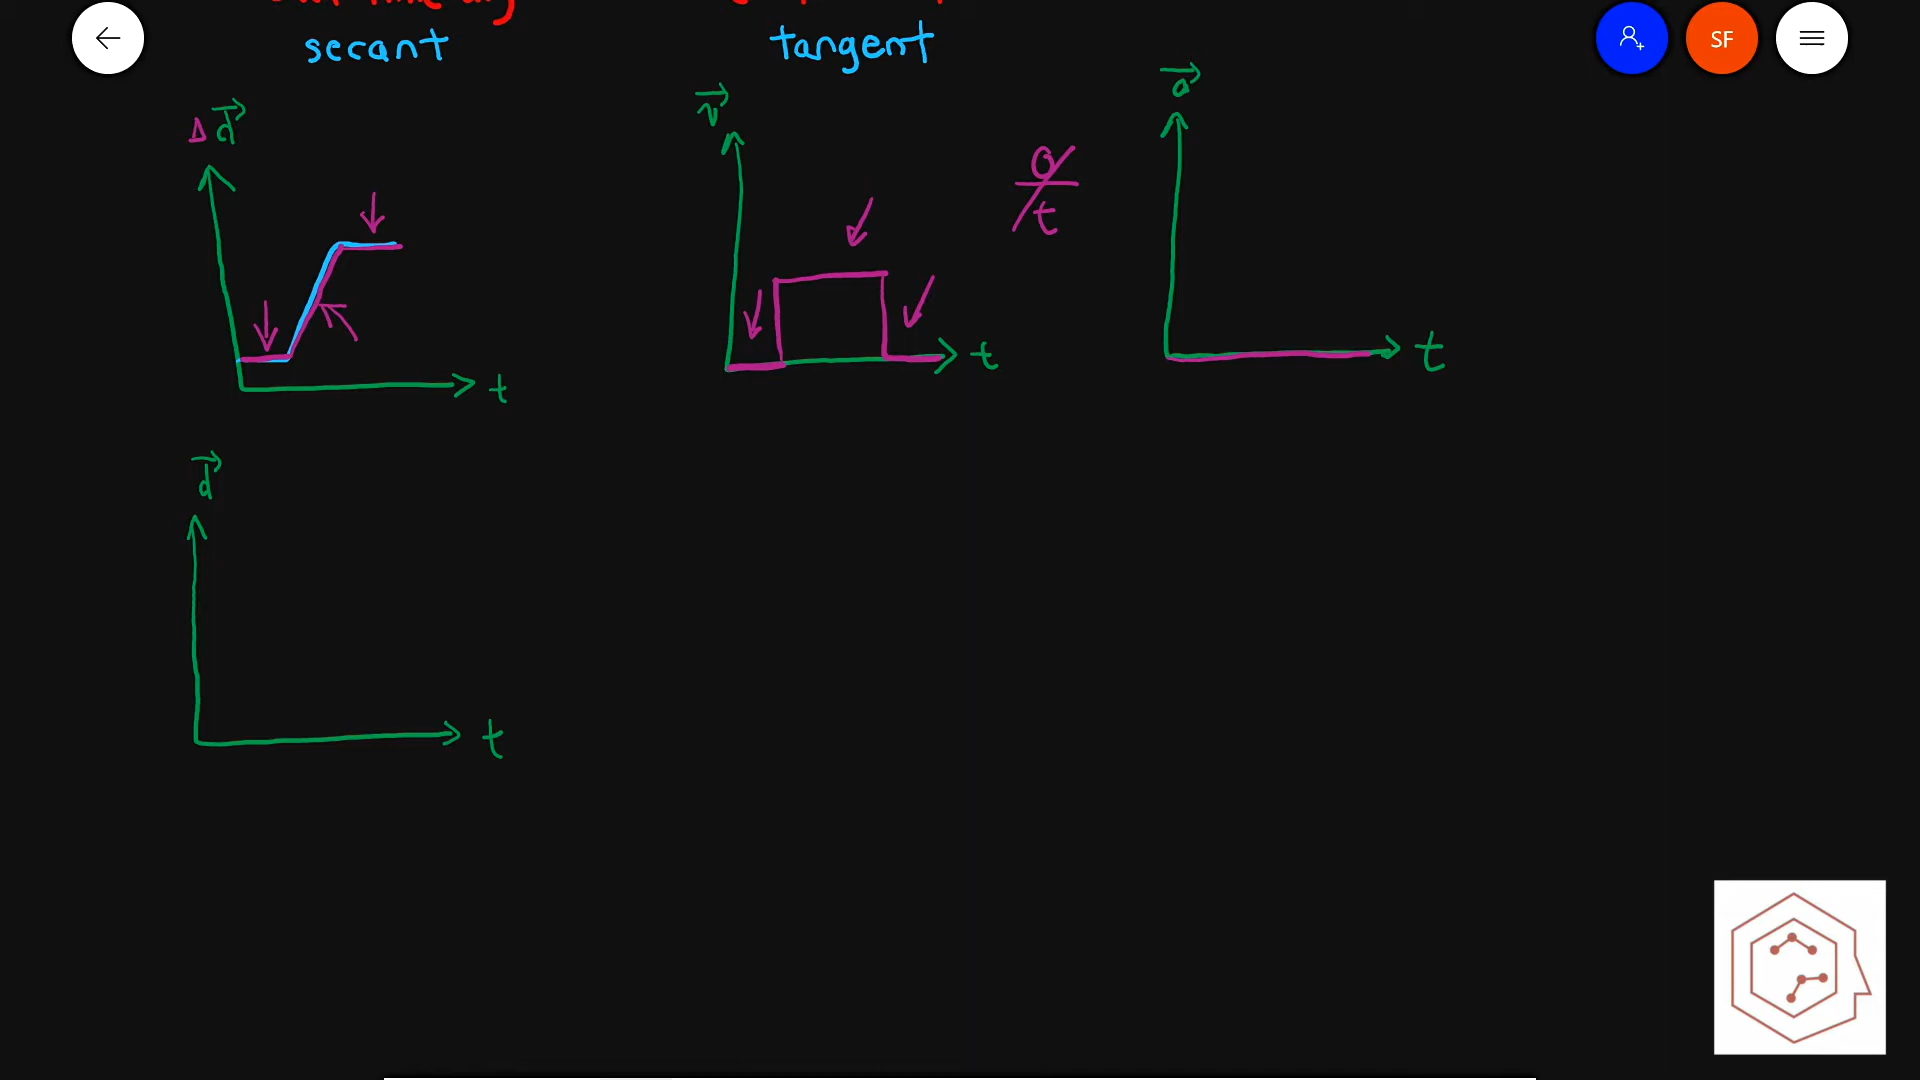 secant
tangent
SF
Δd⃗
v⃗
a⃗
0/t
t
t
t
d⃗
t